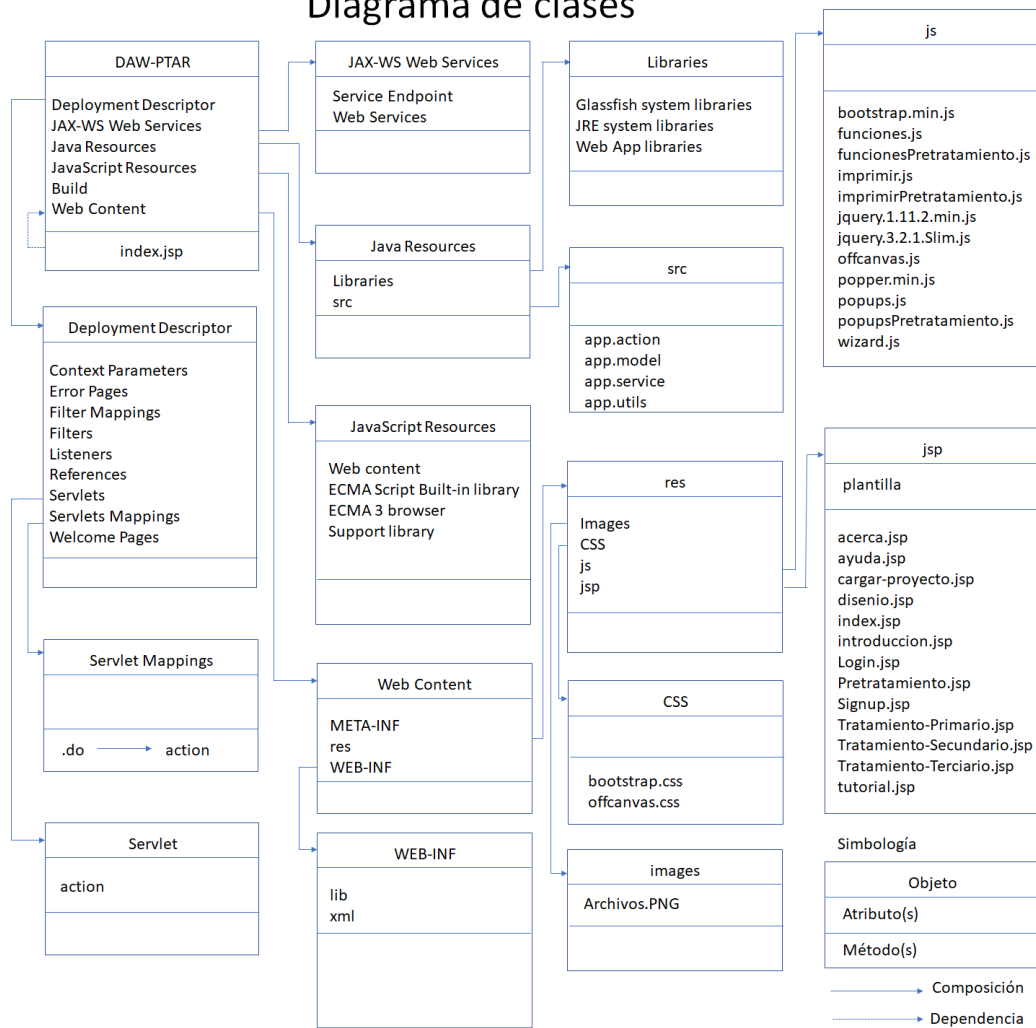 Diagrama de clases
DAW-PTAR
Deployment Descriptor
JAX-WS Web Services
Java Resources
JavaScript Resources
Build
Web Content
index.jsp
Deployment Descriptor
Context Parameters
Error Pages
Filter Mappings
Filters
Listeners
References
Servlets
Servlets Mappings
Welcome Pages
Servlet Mappings
.do
action
Servlet
action
JAX-WS Web Services
Service Endpoint
Web Services
Java Resources
Libraries
src
JavaScript Resources
Web content
ECMA Script Built-in library
ECMA 3 browser
Support library
Web Content
META-INF
res
WEB-INF
WEB-INF
lib
xml
Libraries
Glassfish system libraries
JRE system libraries
Web App libraries
src
app.action
app.model
app.service
app.utils
res
Images
CSS
js
jsp
CSS
bootstrap.css
offcanvas.css
images
Archivos.PNG
js
bootstrap.min.js
funciones.js
funcionesPretratamiento.js
imprimir.js
imprimirPretratamiento.js
jquery.1.11.2.min.js
jquery.3.2.1.Slim.js
offcanvas.js
popper.min.js
popups.js
popupsPretratamiento.js
wizard.js
jsp
plantilla
acerca.jsp
ayuda.jsp
cargar-proyecto.jsp
disenio.jsp
index.jsp
introduccion.jsp
Login.jsp
Pretratamiento.jsp
Signup.jsp
Tratamiento-Primario.jsp
Tratamiento-Secundario.jsp
Tratamiento-Terciario.jsp
tutorial.jsp
Simbología
Objeto
Atributo(s)
Método(s)
Composición
Dependencia